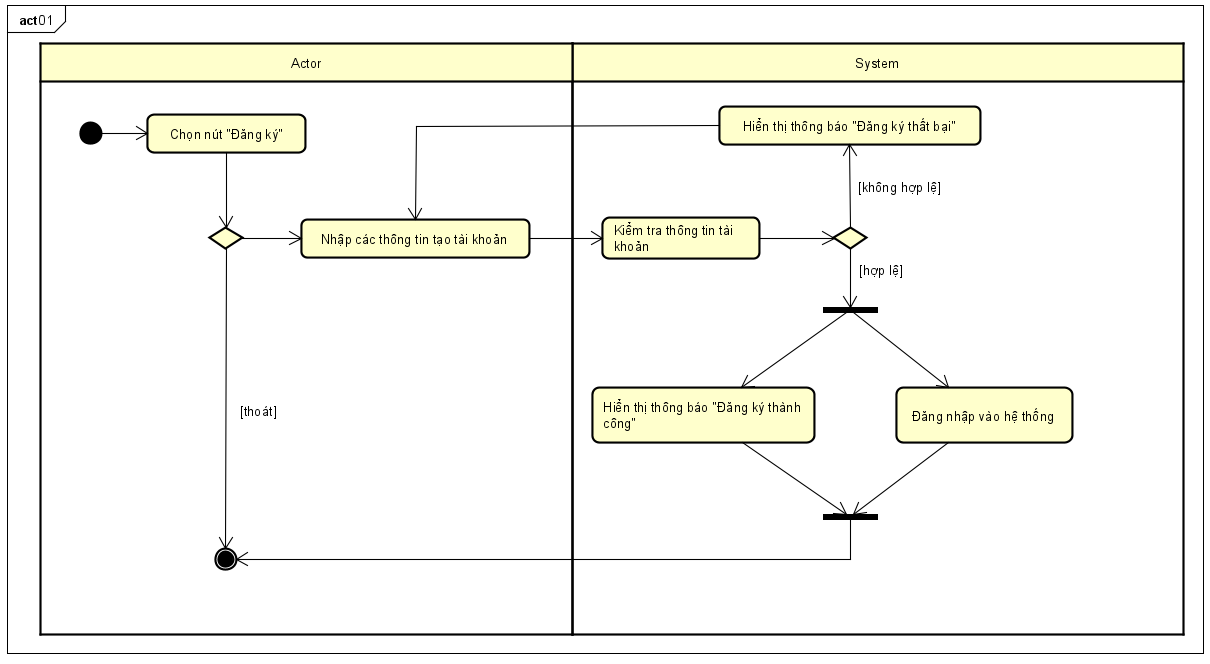 act01
Actor
System
Chọn nút "Đăng ký"
Hiển thị thông báo "Đăng ký thất bại"
[không hợp lệ]
Nhập các thông tin tạo tài khoản
Kiểm tra thông tin tài
khoản
[hợp lệ]
[thoát]
Hiển thị thông báo "Đăng ký thành
công"
Đăng nhập vào hệ thống